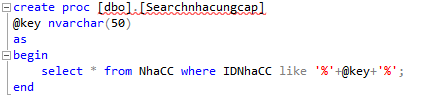 create proc [dbo].[Searchnhacungcap]
@key nvarchar(50)
as
begin
select * from NhaCC where IDNhaCC like '%'+@key+'%';
end